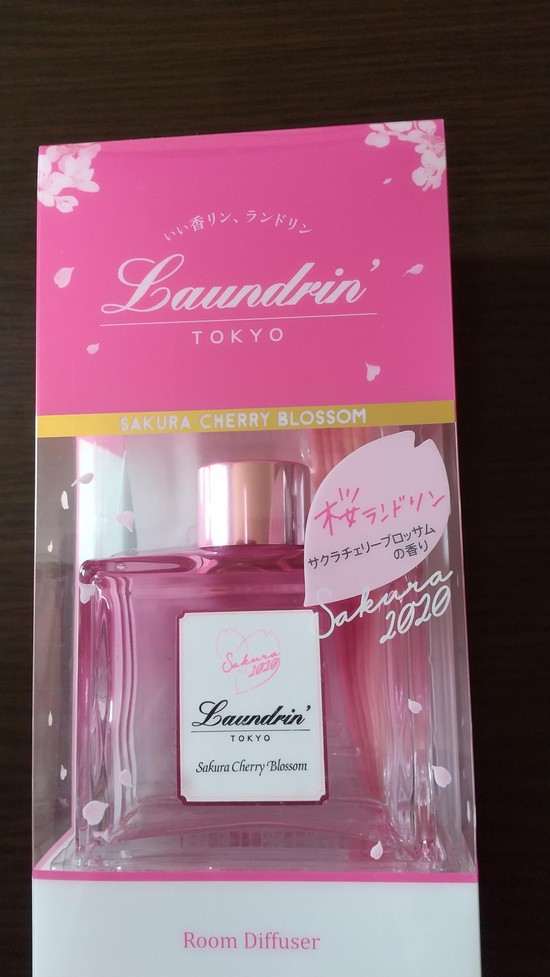 いい香リン、ランドリン
Laundrin'
TOKYO
SAKURA CHERRY BLOSSOM
桜ランドリン
サクラチェリーブロッサム
の香り
Sakura
2020
Sakura
2020
Laundrin'
TOKYO
Sakura Cherry Blossom
Room Diffuser